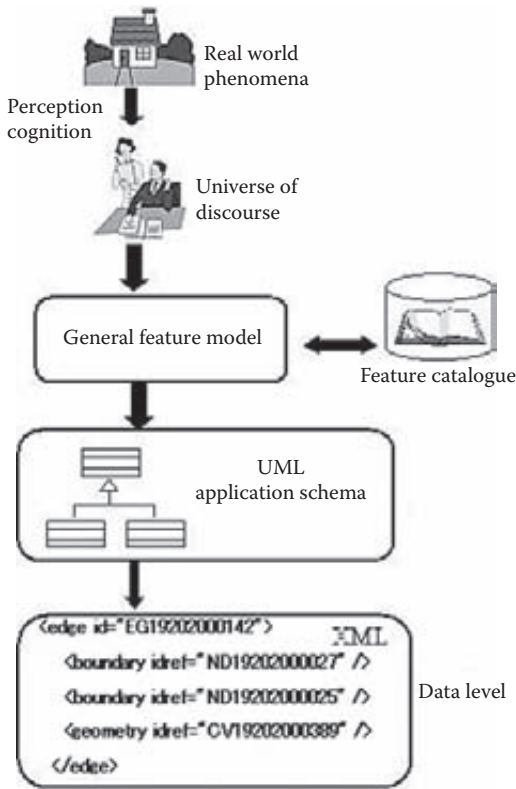 Real world
phenomena
Perception
cognition
Universe of
discourse
General feature model
Feature catalogue
UML
application schema
<edge id="EG19202000142">
XML
<boundary idref="ND19202000027" />
<boundary idref="ND19202000025" />
<geometry idref="CV19202000389" />
</edge>
Data level